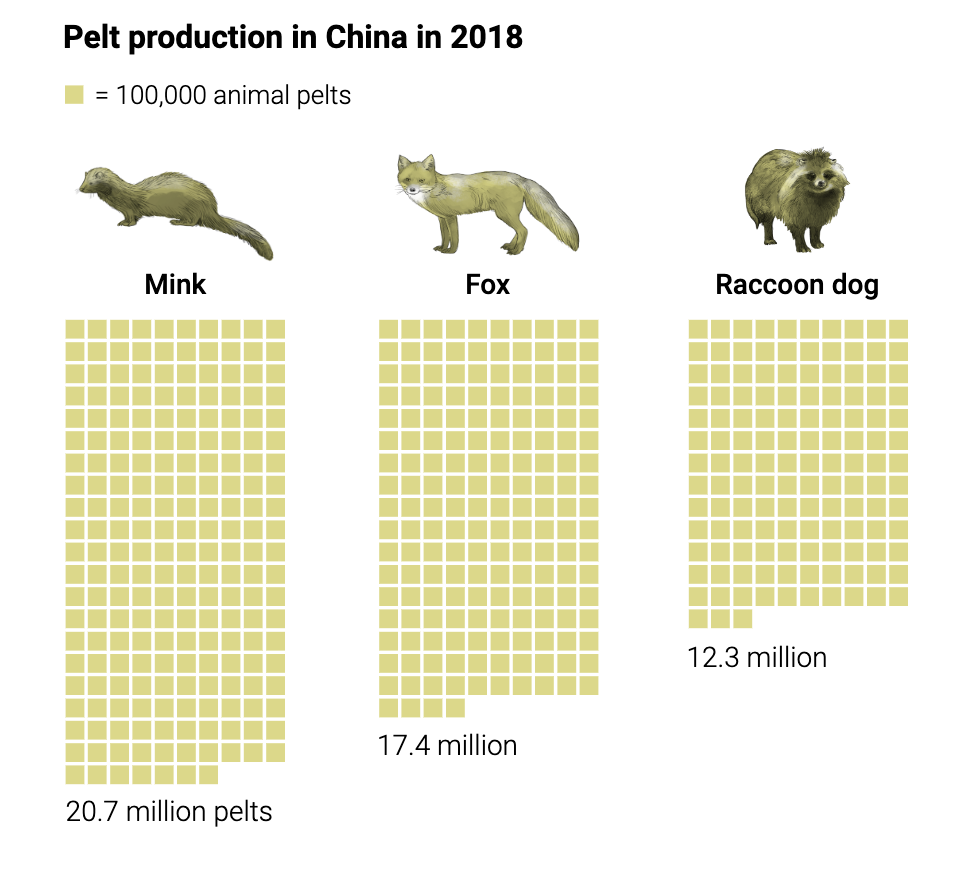 Pelt production in China in 2018
= 100,000 animal pelts
Mink
Fox
Raccoon dog
12.3 million
17.4 million
20.7 million pelts